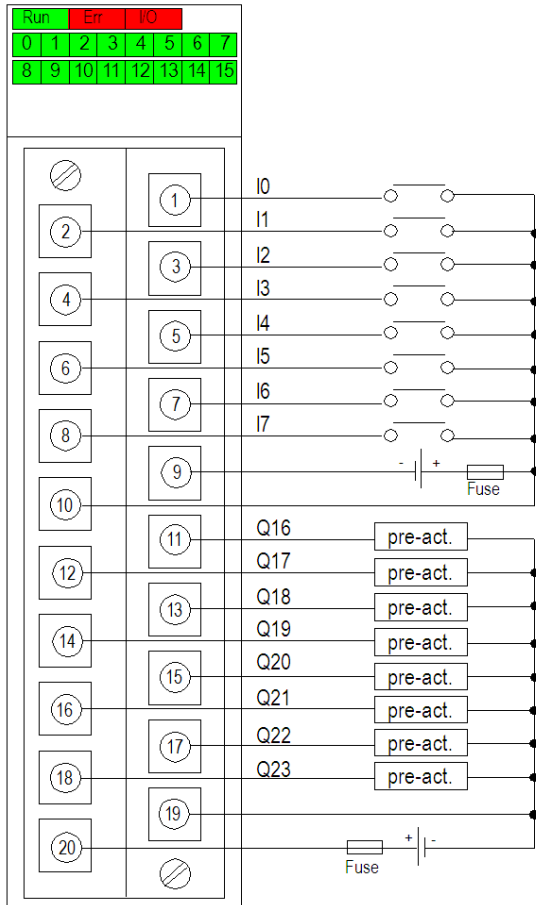 Run Err I/O
0 1 2 3 4 5 6 7
8 9 10 11 12 13 14 15
1 I0
2 I1
3 I2
4 I3
5 I4
6 I5
7 I6
8 I7
9 - +
Fuse
10
11 Q16 pre-act.
12 Q17 pre-act.
13 Q18 pre-act.
14 Q19 pre-act.
15 Q20 pre-act.
16 Q21 pre-act.
17 Q22 pre-act.
18 Q23 pre-act.
19
20 + -
Fuse